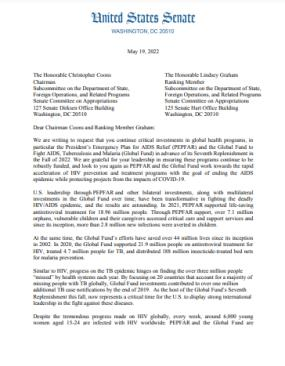 United States Senate
WASHINGTON, DC 20510
May 19, 2022
The Honorable Christopher Coons
Chairman
Subcommittee on the Department of State,
Foreign Operations, and Related Programs
Senate Committee on Appropriations
127 Senate Dirksen Office Building
Washington, DC 20510
The Honorable Lindsey Graham
Ranking Member
Subcommittee on the Department of State,
Foreign Operations, and Related Programs
Senate Committee on Appropriations
125 Senate Hart Office Building
Washington, DC 20510
Dear Chairman Coons and Ranking Member Graham:
We are writing to request that you continue critical investments in global health programs, in
particular the President's Emergency Plan for AIDS Relief (PEPFAR) and the Global Fund to
Fight AIDS, Tuberculosis and Malaria (Global Fund) in advance of its Seventh Replenishment in
the Fall of 2022. We are grateful for your leadership in ensuring these programs continue to be
robustly funded, and look to you again as PEPFAR and the Global Fund work towards the rapid
acceleration of HIV prevention and treatment programs with the goal of ending the AIDS
epidemic while protecting projects from the impacts of COVID-19.
U.S. leadership through PEPFAR and other bilateral investments, along with multilateral
investments in the Global Fund over time, have been transformative in fighting the deadly
HIV/AIDS epidemic, and the results are astounding. In 2021, PEPFAR supported life-saving
antiretroviral treatment for 18.96 million people. Through PEPFAR support, over 7.1 million
orphans, vulnerable children and their caregivers accessed critical care and support services and
since its inception, more than 2.8 million new infections were averted in children.
At the same time, the Global Fund's efforts have saved over 44 million lives since its inception
in 2002. In 2020, the Global Fund supported 21.9 million people on antiretroviral treatment for
HIV, treated 4.7 million people for TB, and distributed 188 million insecticide-treated bed nets
for malaria prevention.
Similar to HIV, progress on the TB epidemic hinges on finding the over three million people
"missed" by health systems each year. By focusing on 20 countries that account for a majority
of missing people with TB globally, Global Fund investments contributed to over one million
additional TB case notifications by the end of 2019. As the host of the Global Fund's Seventh
Replenishment this fall, now represents a critical time for the U.S. to display strong international
leadership in the fight against these diseases.
Despite the tremendous progress made on HIV globally, every week, around 6,000 young
women aged 15-24 are infected with HIV worldwide. PEPFAR and the Global Fund are